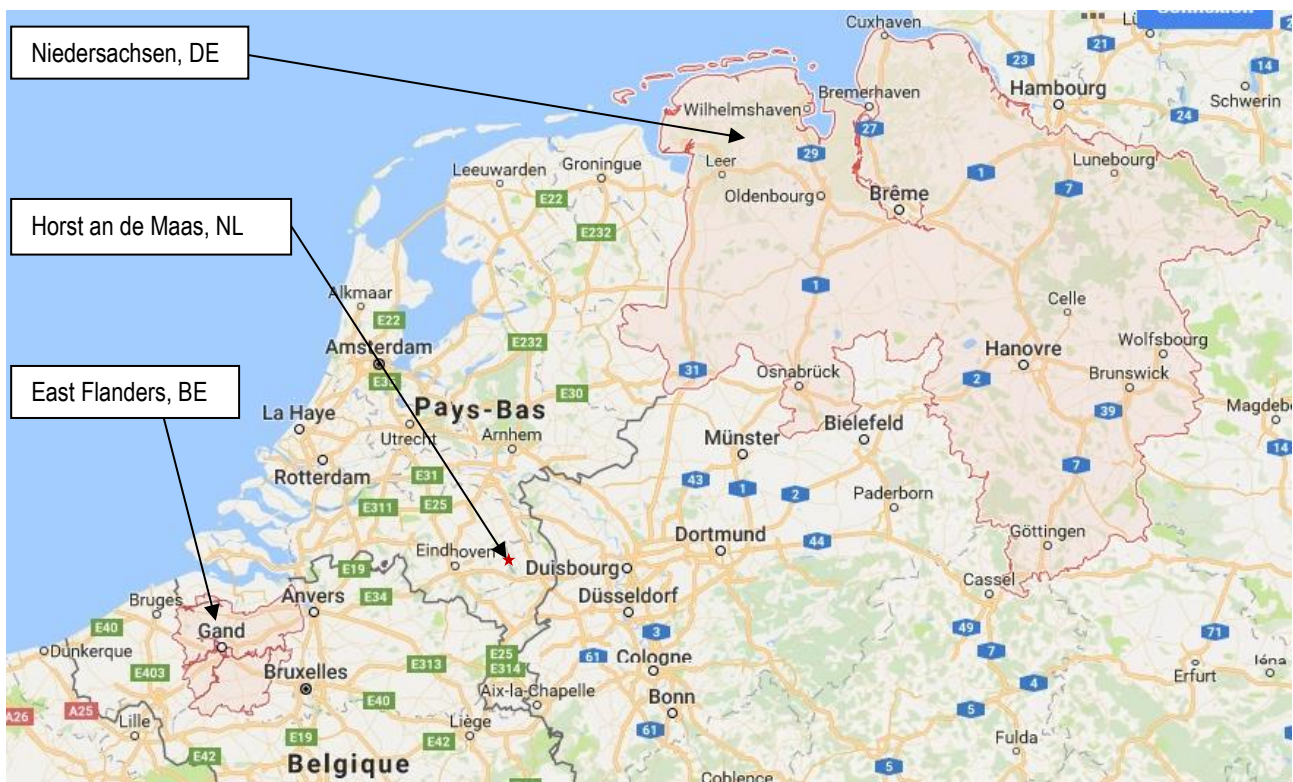 Connexion
Niedersachsen, DE
Horst an de Maas, NL
East Flanders, BE
Cuxhaven
21
23
14
Hambourg
Schwerin
24
Wilhelmshaven
Bremerhaven
27
29
Leer
Lunebourg
1
7
Leeuwarden
Groningue
E22
E232
Oldenbourg
Brême
Alkmaar
E22
1
Celle
Amsterdam
E232
Hanovre
Wolfsbourg
31
Osnabrück
2
Brunswick
E30
La Haye
Pays-Bas
39
Magdebo
Utrecht
Arnhem
Münster
Bielefeld
14
Rotterdam
E31
43
1
2
7
E311
E25
Paderborn
Göttingen
Dortmund
44
Eindhoven
Duisbourg
E19
Cassel
Bruges
Anvers
E34
Düsseldorf
E40
Gand
3
49
71
Dunkerque
E403
Bruxelles
E313
E25
E314
61
Cologne
7
Iéna
Erfurt
E40
Aix-la-Chapelle
Bonn
4
A26
A25
Lille
E19
Liège
E42
61
5
E42
Belgique
Fulda
5
Coblence